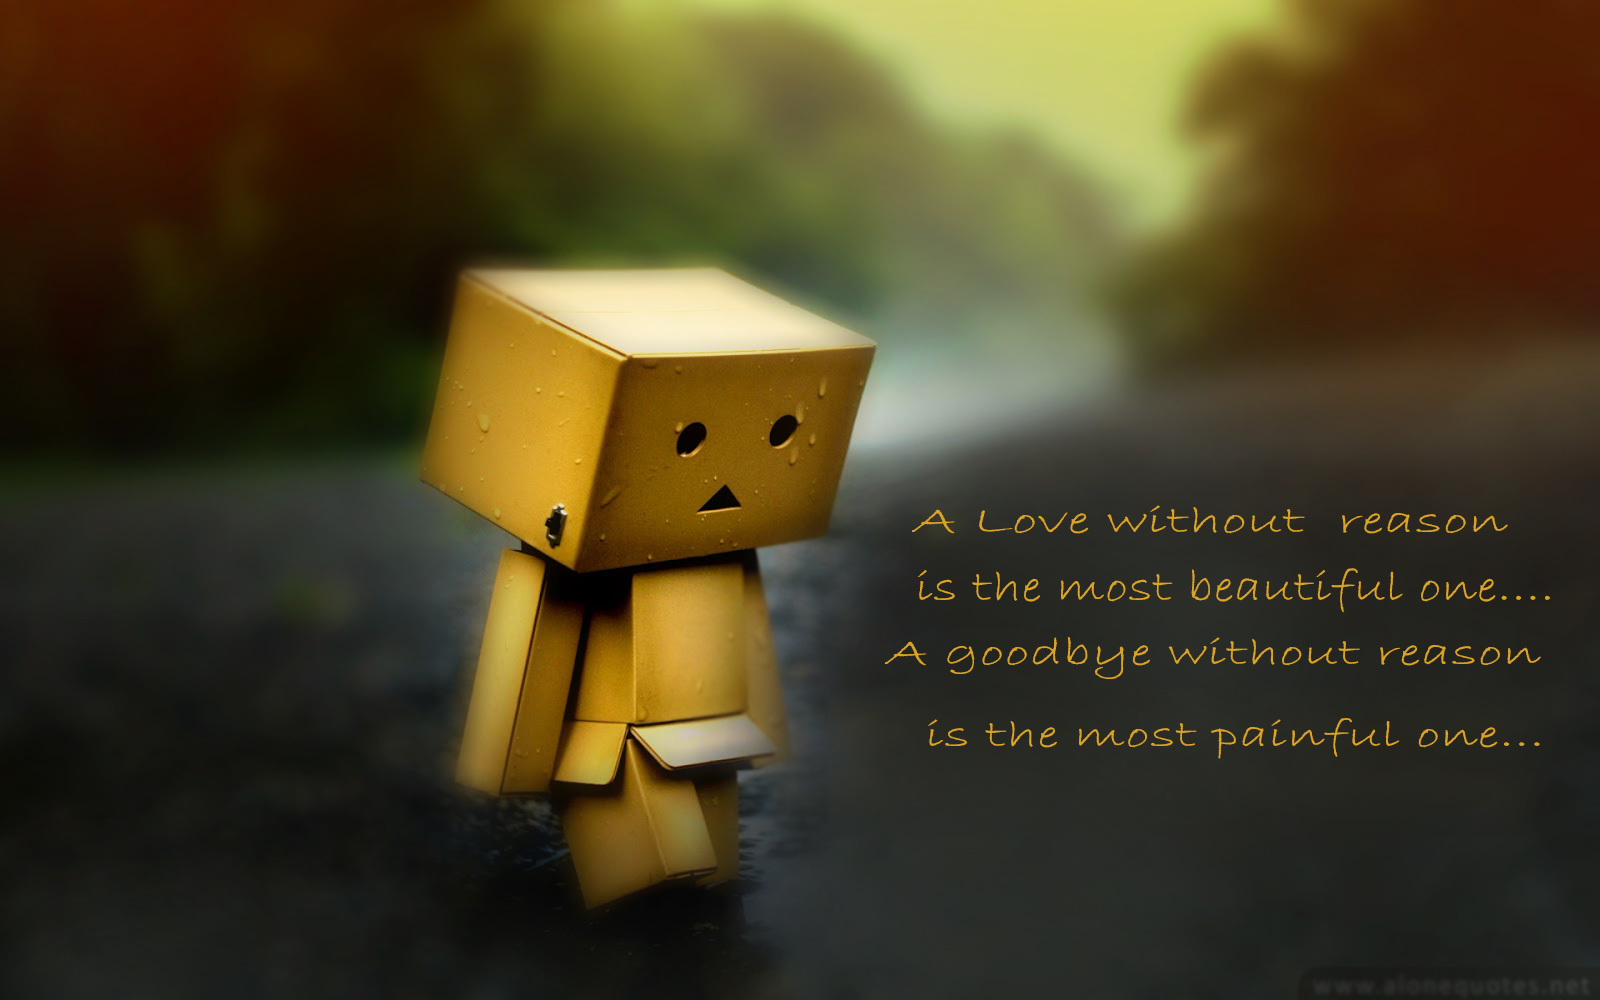 A Love without reason
is the most beautiful one....
A goodbye without reason
is the most painful one...
www.alonequotes.net